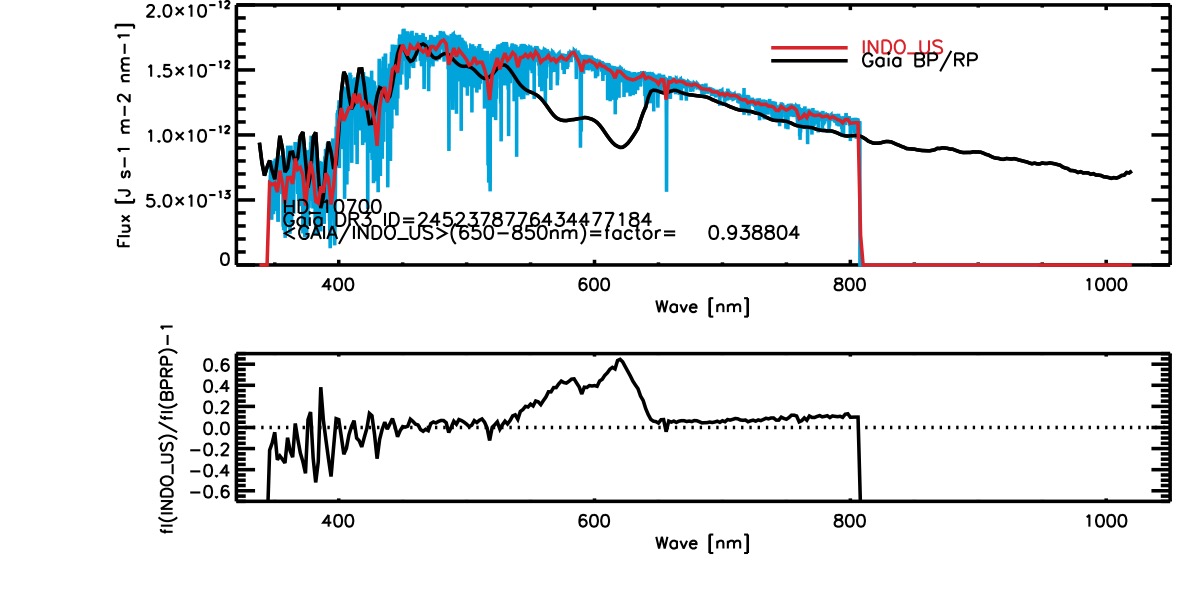 2.0×10−12
1.5×10−12
1.0×10−12
5.0×10−13
0
Flux [J s−1 m−2 nm−1]
INDO_US
Gaia BP/RP
HD_10700
Gaia DR3 ID=2452378776434477184
<GAIA/INDO_US>(650−850nm)=factor= 0.938804
400 600 800 1000
Wave [nm]
0.6
0.4
0.2
0.0
−0.2
−0.4
−0.6
fl(INDO_US)/fl(BPRP)−1
400 600 800 1000
Wave [nm]